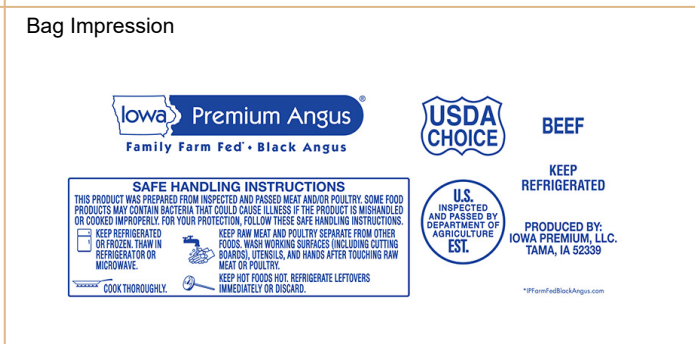 Bag Impression
Iowa Premium Angus®
Family Farm Fed* • Black Angus
USDA
CHOICE
BEEF
KEEP
REFRIGERATED
SAFE HANDLING INSTRUCTIONS
THIS PRODUCT WAS PREPARED FROM INSPECTED AND PASSED MEAT AND/OR POULTRY. SOME FOOD
PRODUCTS MAY CONTAIN BACTERIA THAT COULD CAUSE ILLNESS IF THE PRODUCT IS MISHANDLED
OR COOKED IMPROPERLY. FOR YOUR PROTECTION, FOLLOW THESE SAFE HANDLING INSTRUCTIONS.
KEEP REFRIGERATED
OR FROZEN. THAW IN
REFRIGERATOR OR
MICROWAVE.
KEEP RAW MEAT AND POULTRY SEPARATE FROM OTHER
FOODS. WASH WORKING SURFACES (INCLUDING CUTTING
BOARDS), UTENSILS, AND HANDS AFTER TOUCHING RAW
MEAT OR POULTRY.
COOK THOROUGHLY.
KEEP HOT FOODS HOT. REFRIGERATE LEFTOVERS
IMMEDIATELY OR DISCARD.
U.S.
INSPECTED
AND PASSED BY
DEPARTMENT OF
AGRICULTURE
EST.
PRODUCED BY:
IOWA PREMIUM, LLC.
TAMA, IA 52339
*IPFarmFedBlackAngus.com